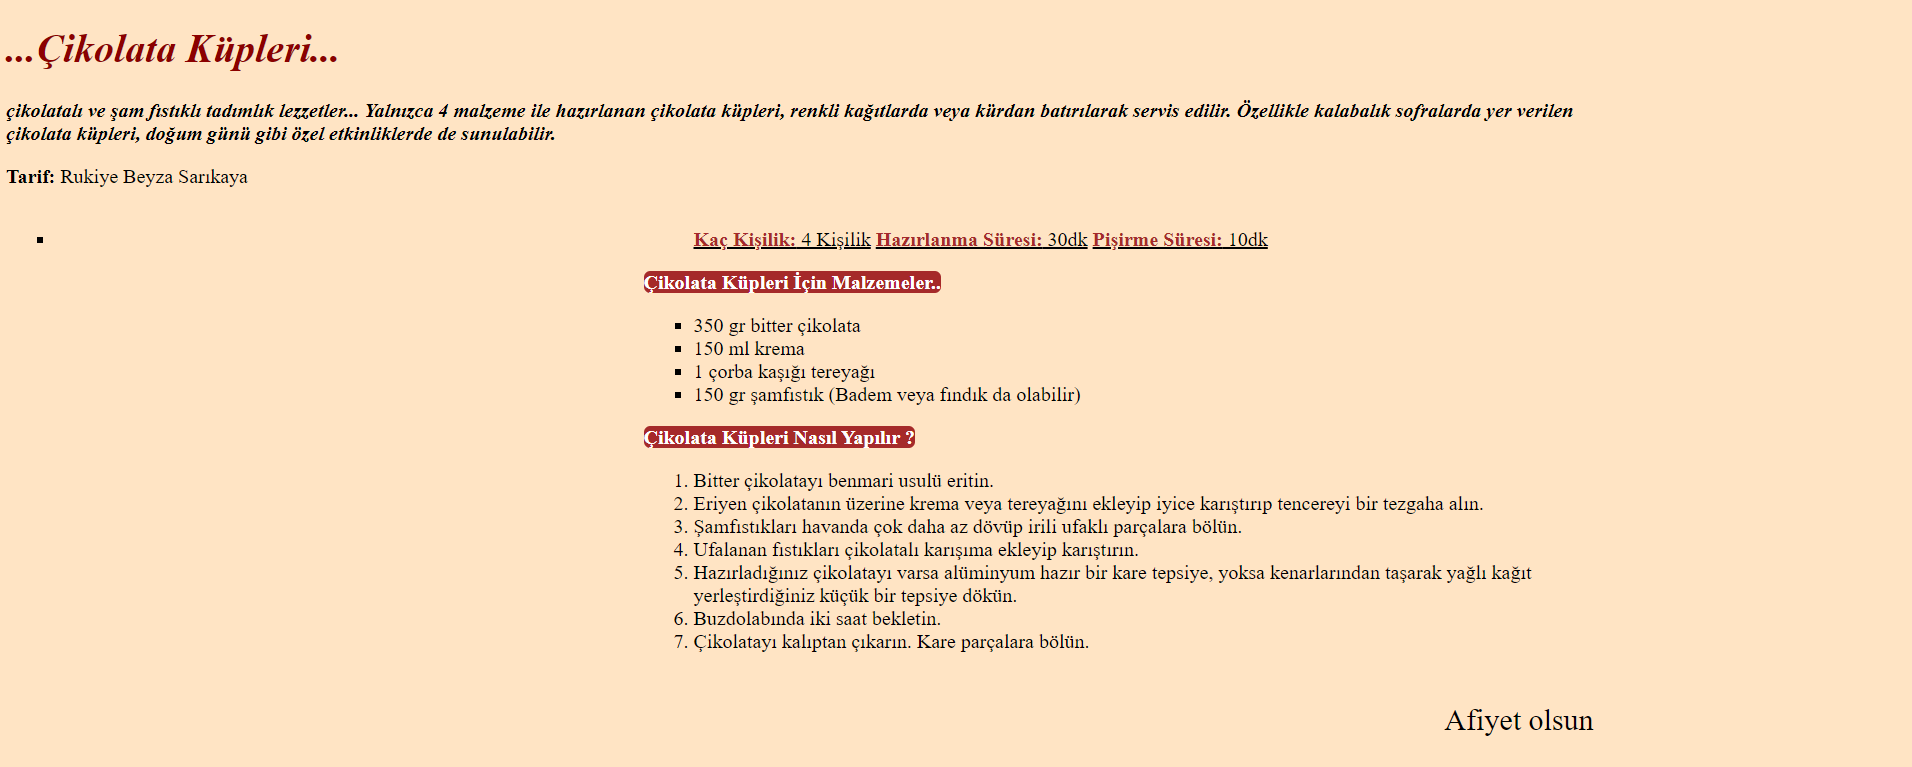 ...Çikolata Küpleri...
çikolatalı ve şam fıstıklı tadımlık lezzetler... Yalnızca 4 malzeme ile hazırlanan çikolata küpleri, renkli kağıtlarda veya kürdan batırılarak servis edilir. Özellikle kalabalık sofralarda yer verilen
çikolata küpleri, doğum günü gibi özel etkinliklerde de sunulabilir.
Tarif: Rukiye Beyza Sarıkaya
Kaç Kişilik: 4 Kişilik Hazırlanma Süresi: 30dk Pişirme Süresi: 10dk
Çikolata Küpleri İçin Malzemeler..
350 gr bitter çikolata
150 ml krema
1 çorba kaşığı tereyağı
150 gr şamfıstık (Badem veya fındık da olabilir)
Çikolata Küpleri Nasıl Yapılır ?
1. Bitter çikolatayı benmari usulü eritin.
2. Eriyen çikolatanın üzerine krema veya tereyağını ekleyip iyice karıştırıp tencereyi bir tezgaha alın.
3. Şamfıstıkları havanda çok daha az dövüp irili ufaklı parçalara bölün.
4. Ufalanan fıstıkları çikolatalı karışıma ekleyip karıştırın.
5. Hazırladığınız çikolatayı varsa alüminyum hazır bir kare tepsiye, yoksa kenarlarından taşarak yağlı kağıt
yerleştirdiğiniz küçük bir tepsiye dökün.
6. Buzdolabında iki saat bekletin.
7. Çikolatayı kalıptan çıkarın. Kare parçalara bölün.
Afiyet olsun